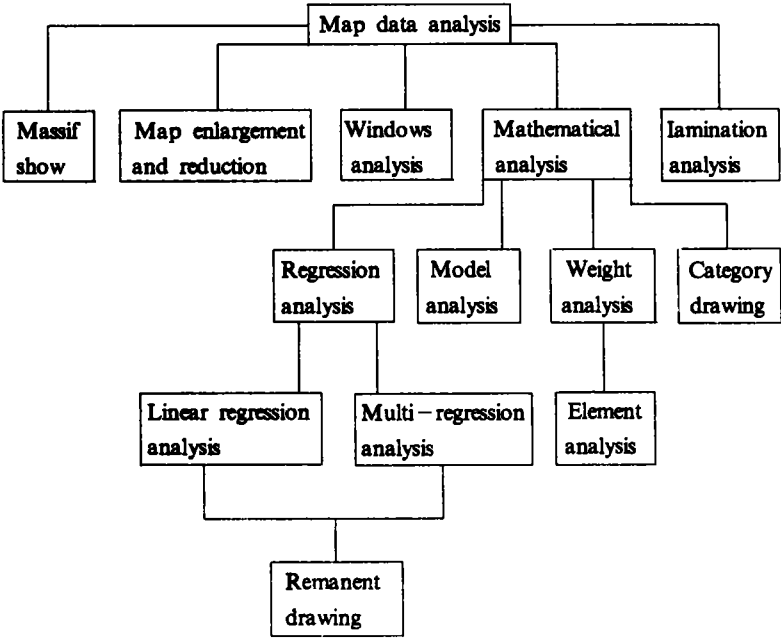 Map data analysis
Massif
show
Map enlargement
and reduction
Windows
analysis
Mathematical
analysis
Iamination
analysis
Regression
analysis
Model
analysis
Weight
analysis
Category
drawing
Linear regression
analysis
Multi-regression
analysis
Element
analysis
Remanent
drawing